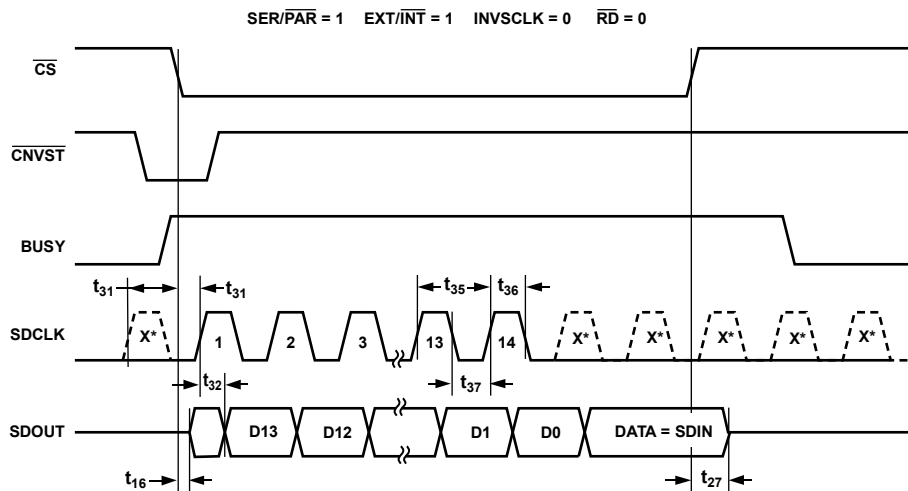 SER/PAR = 1 EXT/INT = 1 INVSCLK = 0 RD = 0
CS
CNVST
BUSY
t31 t31 t35 t36
SDCLK X* 1 2 3 13 14 X* X* X* X* X*
t32 t37
SDOUT D13 D12 D1 D0 DATA = SDIN
t16 t27